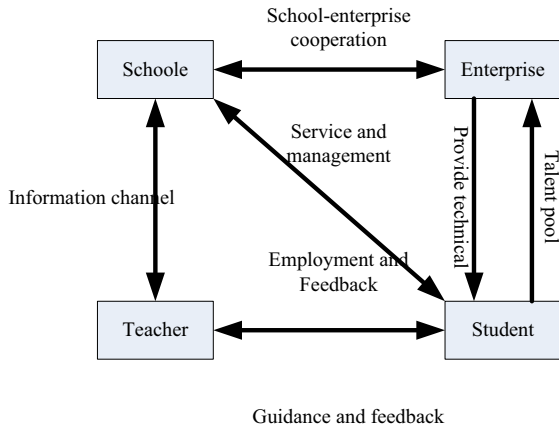 School-enterprise
cooperation
Schoole
Enterprise
Service and
management
Provide technical
Talent pool
Information channel
Employment and
Feedback
Teacher
Student
Guidance and feedback